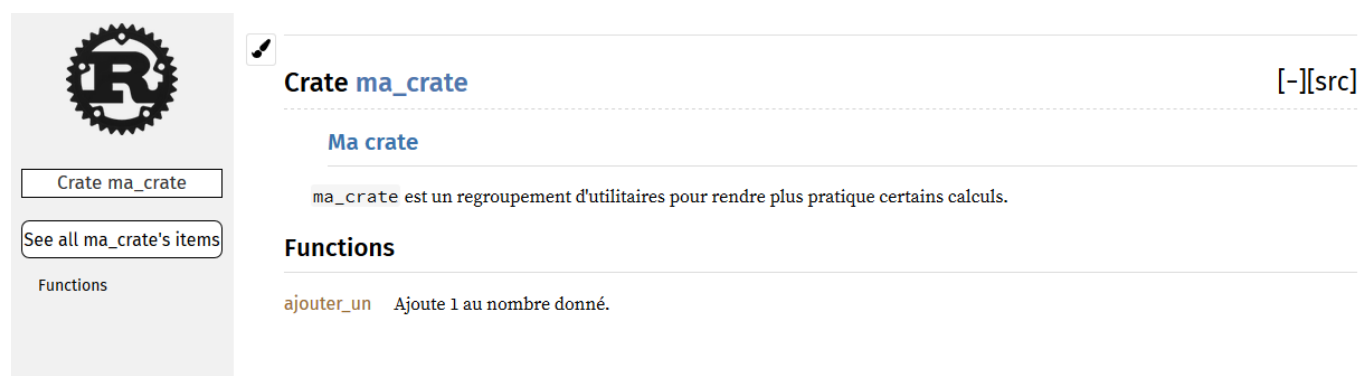 R
Crate ma_crate
See all ma_crate's items
Functions
Crate ma_crate [-][src]
Ma crate
ma_crate est un regroupement d'utilitaires pour rendre plus pratique certains calculs.
Functions
ajouter_un Ajoute 1 au nombre donné.